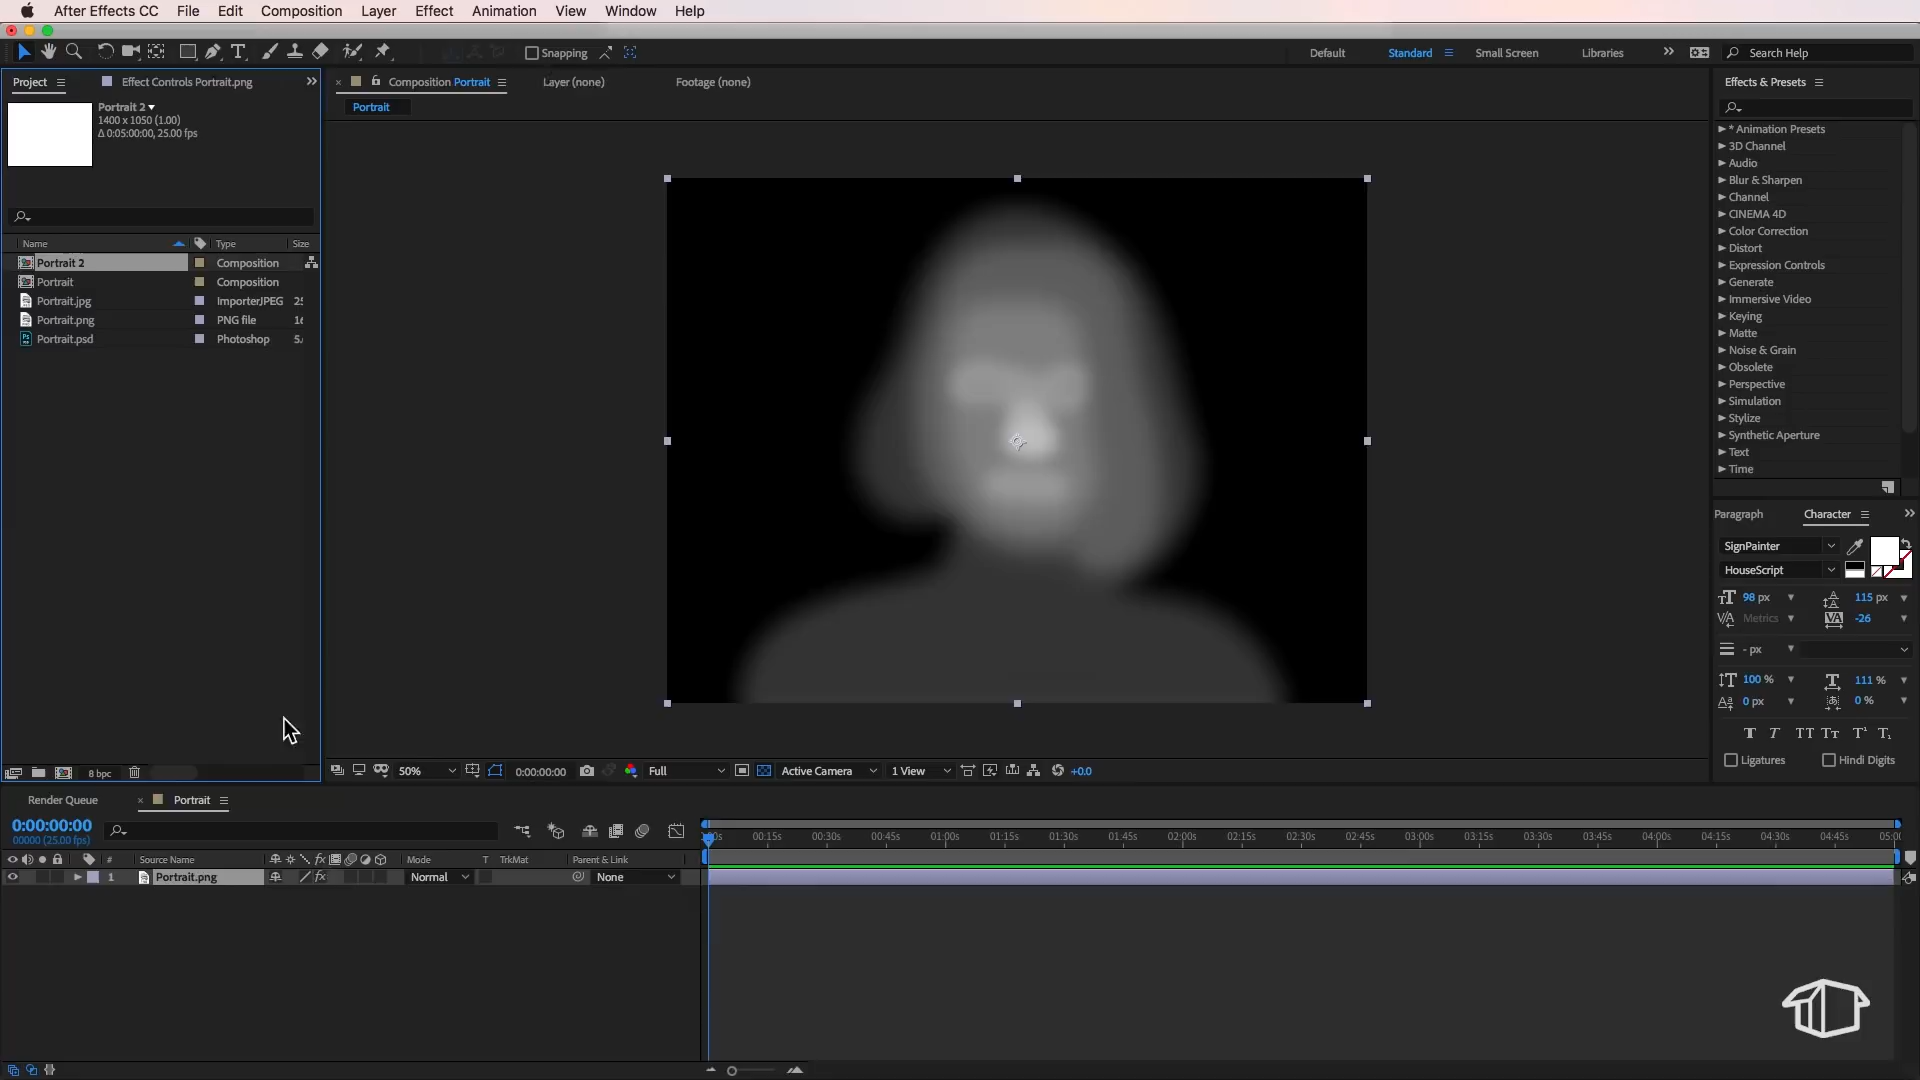 After Effects CC File Edit Composition Layer Effect Animation View Window Help
Snapping
Default Standard Small Screen Libraries Search Help
Project Effect Controls Portrait.png
Portrait 2
1400 x 1050 (1.00)
Δ 0:05:00:00, 25.00 fps
Name Type Size
Portrait 2 Composition
Portrait Composition
Portrait.jpg ImporterJPEG
Portrait.png PNG file
Portrait.psd Photoshop
8 bpc
Composition Portrait Layer (none) Footage (none)
Portrait
50% 0:00:00:00 Full Active Camera 1 View +0.0
Effects & Presets
* Animation Presets
3D Channel
Audio
Blur & Sharpen
Channel
CINEMA 4D
Color Correction
Distort
Expression Controls
Generate
Immersive Video
Keying
Matte
Noise & Grain
Obsolete
Perspective
Simulation
Stylize
Synthetic Aperture
Text
Time
Paragraph Character
SignPainter
HouseScript
98 px 115 px
Metrics -26
- px
100 % 111 %
0 px 0 %
Ligatures Hindi Digits
Render Queue Portrait
0:00:00:00
00000 (25.00 fps)
00:15s 00:30s 00:45s 01:00s 01:15s 01:30s 01:45s 02:00s 02:15s 02:30s 02:45s 03:00s 03:15s 03:30s 03:45s 04:00s 04:15s 04:30s 04:45s
# Source Name Mode T TrkMat Parent & Link
1 Portrait.png Normal None